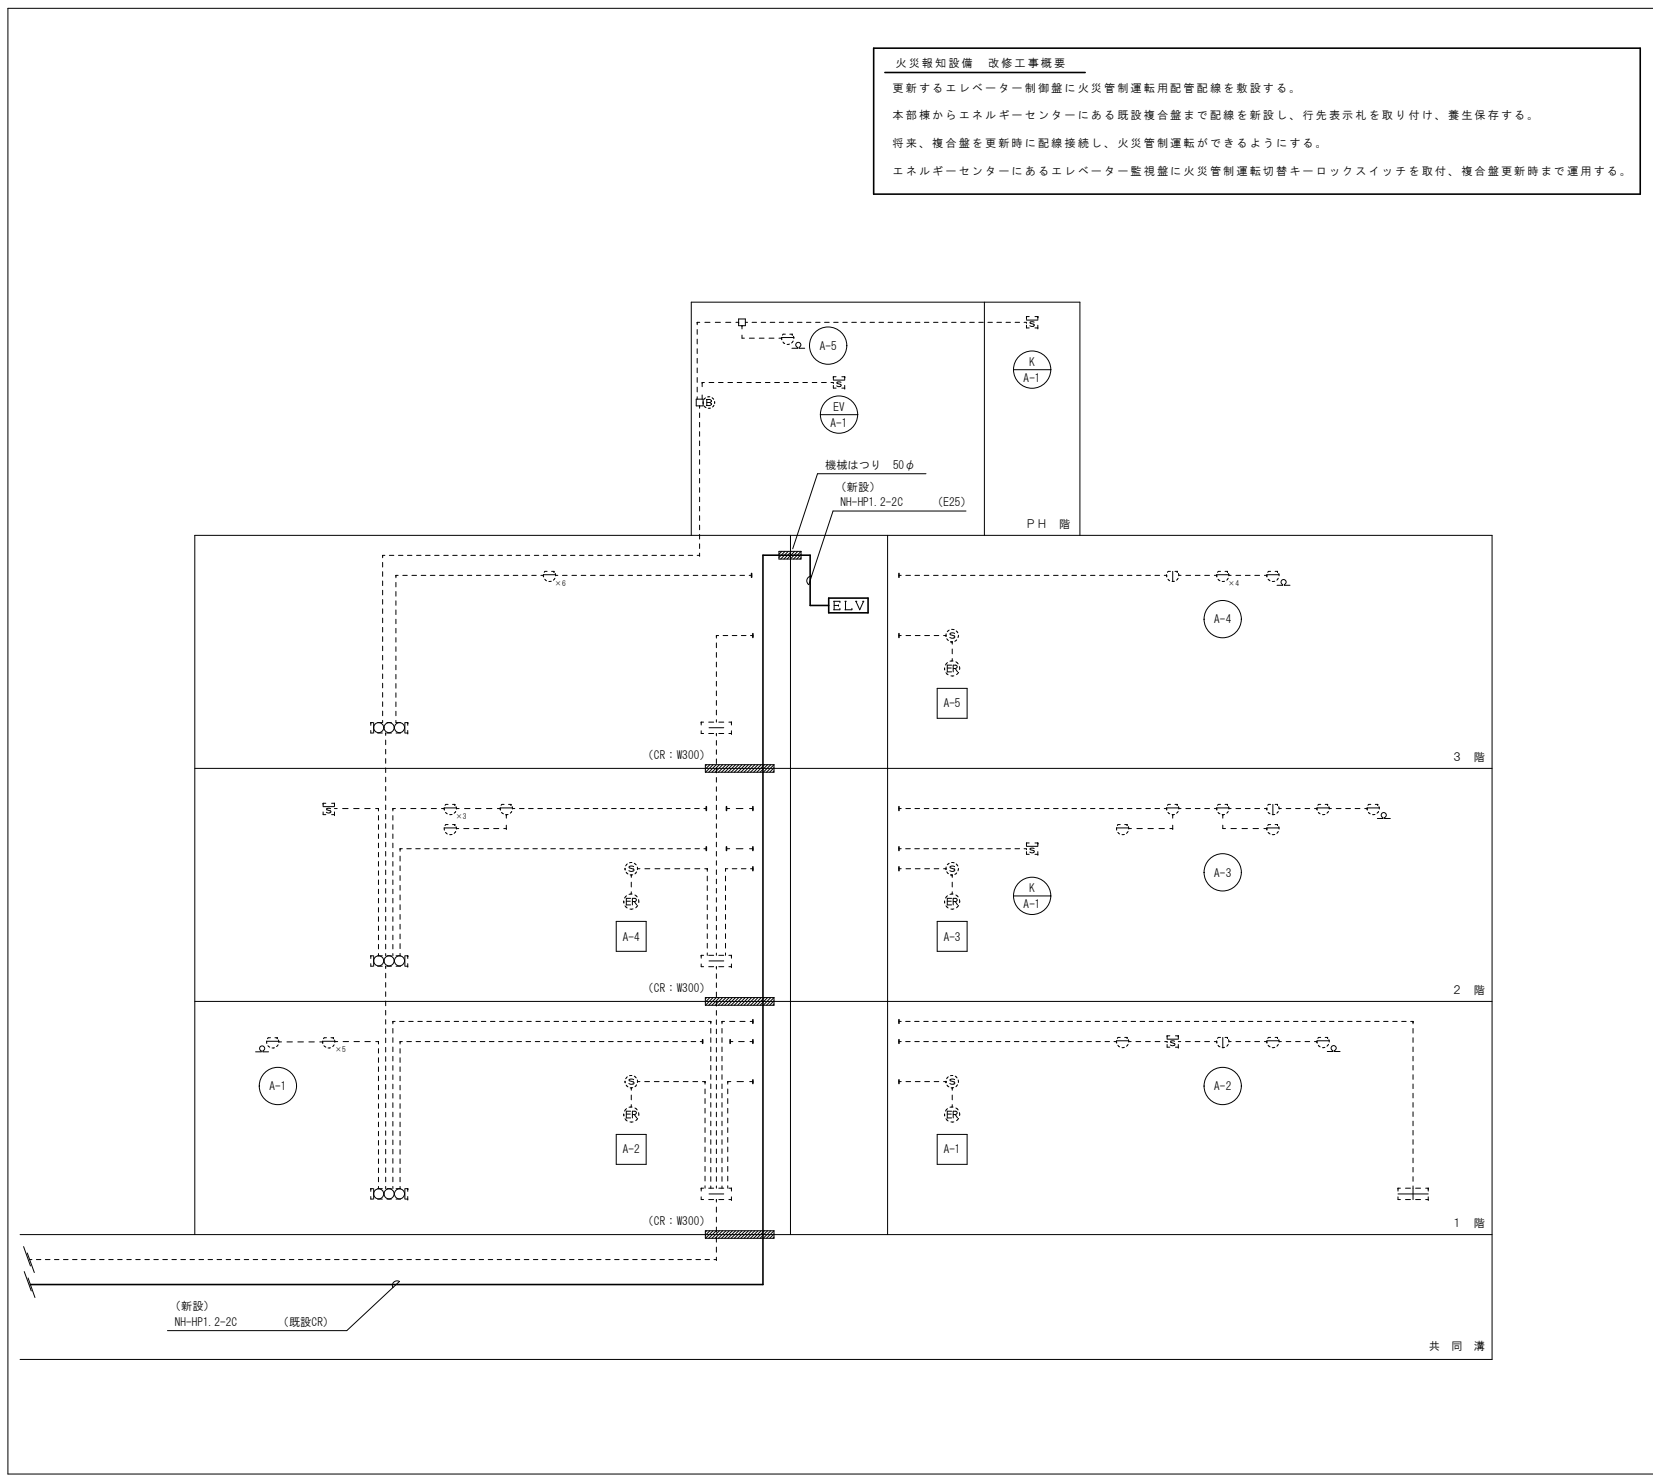 火災報知設備　改修工事概要
更新するエレベーター制御盤に火災管制運転用配管配線を敷設する。
本部棟からエネルギーセンターにある既設複合盤まで配線を新設し、行先表示札を取り付け、養生保存する。
将来、複合盤を更新時に配線接続し、火災管制運転ができるようにする。
エネルギーセンターにあるエレベーター監視盤に火災管制運転切替キーロックスイッチを取付、複合盤更新時まで運用する。
S
A-5
K
A-1
S
B
EV
A-1
機械はつり　50φ
（新設）
NH-HP1.2-2C　（E25）
PH 階
×6
×4
ELV
A-4
S
ER
A-5
（CR：W300）
3 階
S
×3
S
A-3
S
S
ER
ER
K
A-1
A-4
A-3
（CR：W300）
2 階
×5
S
A-1
A-2
S
S
ER
ER
A-2
A-1
（CR：W300）
1 階
（新設）
NH-HP1.2-2C　（既設CR）
共 同 溝